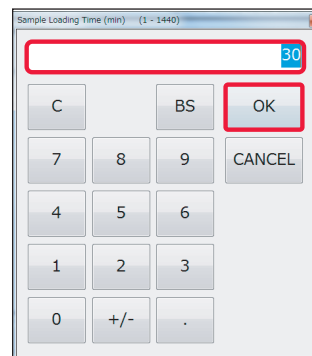 Sample Loading Time (min) (1 - 1440)
30
C BS OK
7 8 9 CANCEL
4 5 6
1 2 3
0 +/- .